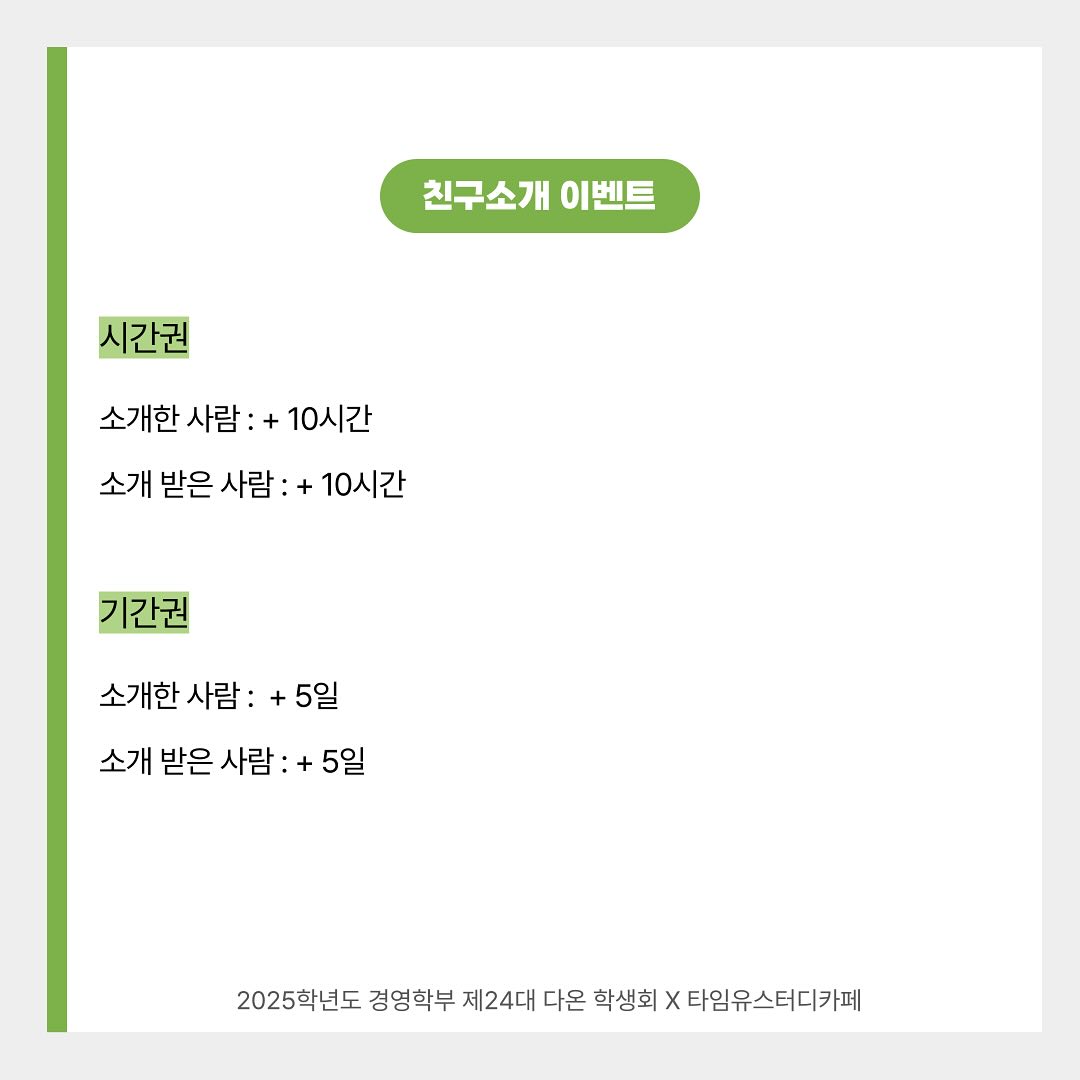 친구소개 이벤트
시간권
소개한 사람 : + 10시간
소개 받은 사람 : + 10시간
기간권
소개한 사람 :  + 5일
소개 받은 사람 : + 5일
2025학년도 경영학부 제24대 다온 학생회 X 타임유스터디카페